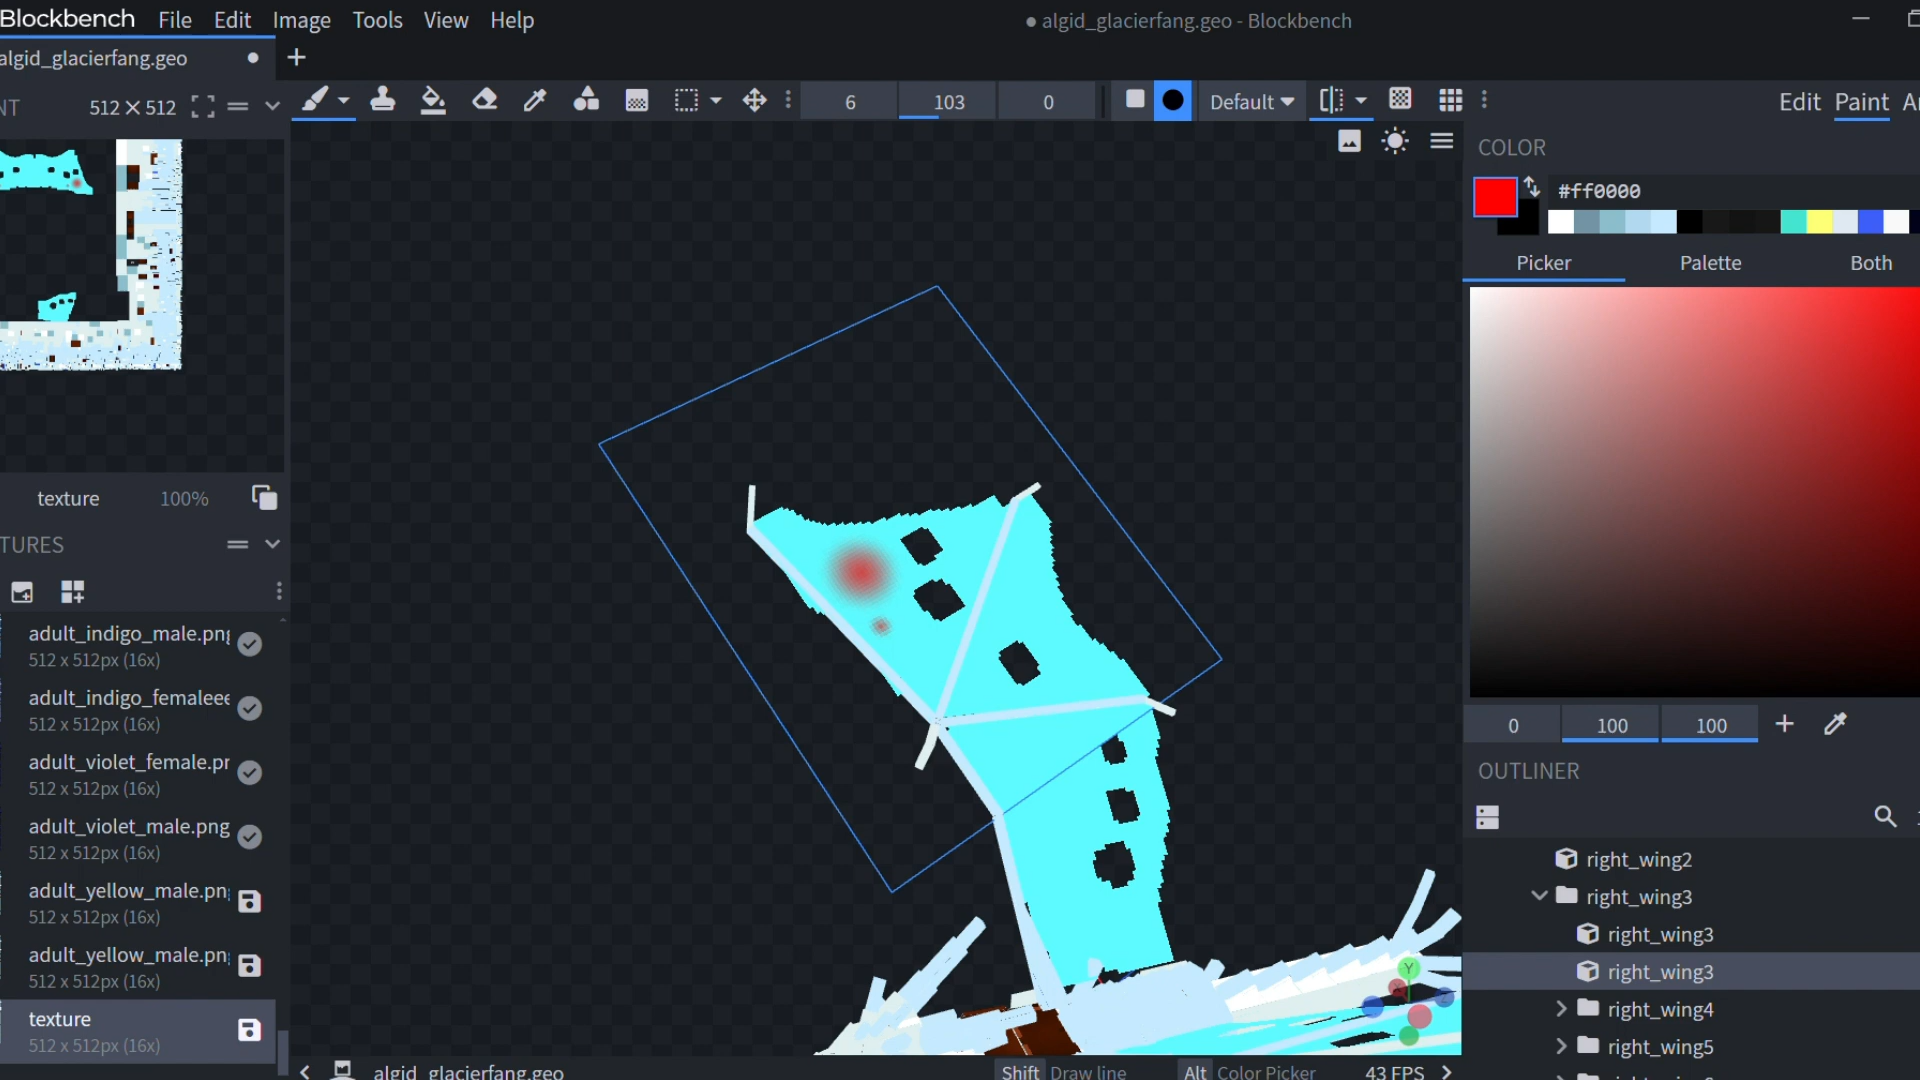 Blockbench File Edit Image Tools View Help
algid_glacierfang.geo - Blockbench
algid_glacierfang.geo
NT 512 × 512
6 103 0
Default
Edit Paint
COLOR
#ff0000
Picker Palette Both
texture 100%
TURES
adult_indigo_male.png
512 x 512px (16x)
adult_indigo_femaleee
512 x 512px (16x)
adult_violet_female.pr
512 x 512px (16x)
adult_violet_male.png
512 x 512px (16x)
adult_yellow_male.pn
512 x 512px (16x)
adult_yellow_male.pn
512 x 512px (16x)
texture
512 x 512px (16x)
0 100 100
OUTLINER
right_wing2
right_wing3
right_wing3
right_wing3
right_wing4
right_wing5
Y
Z
algid_glacierfang.geo
Shift Draw line Alt Color Picker 43 FPS